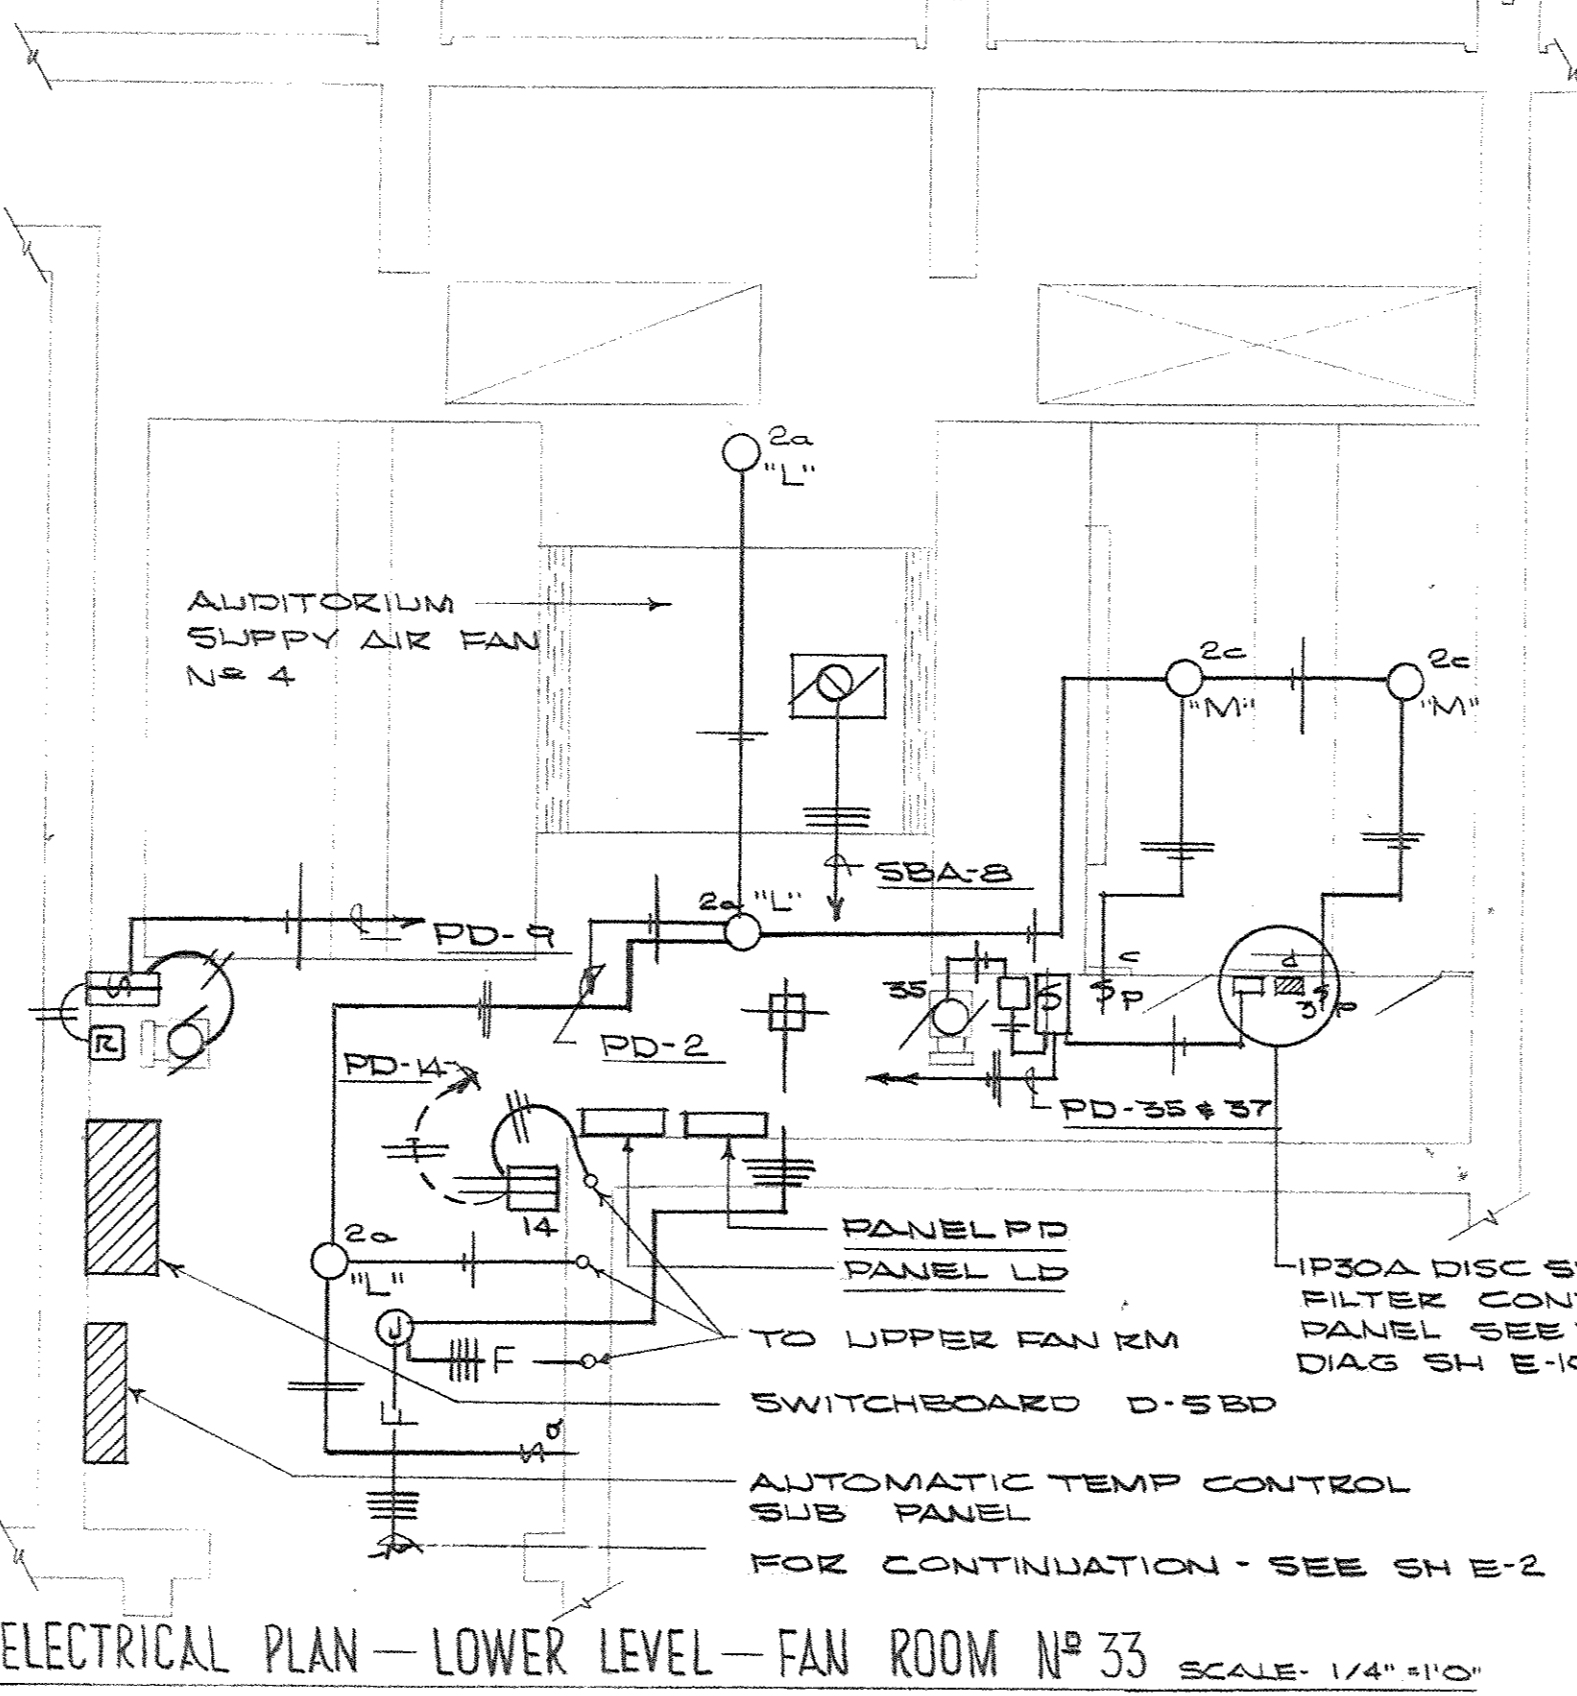 2a
"L"
AUDITORIUM
SUPPY AIR FAN
Nº 4
2c
"M"
2c
"M"
SBA-8
2a "L"
PD-9
c
d
35
S
S
P
3
S
P
R
PD-2
PD-14
PD-35 & 37
14
PANEL PD
PANEL LD
2a
"L"
J
F
TO UPPER FAN RM
1P30A DISC
FILTER
PANEL SEE
DIAG SH
SWITCHBOARD D-5BD
a
AUTOMATIC TEMP CONTROL
SUB PANEL
FOR CONTINUATION - SEE SH E-2
ELECTRICAL PLAN — LOWER LEVEL — FAN ROOM Nº 33 SCALE- 1/4" = 1'0"